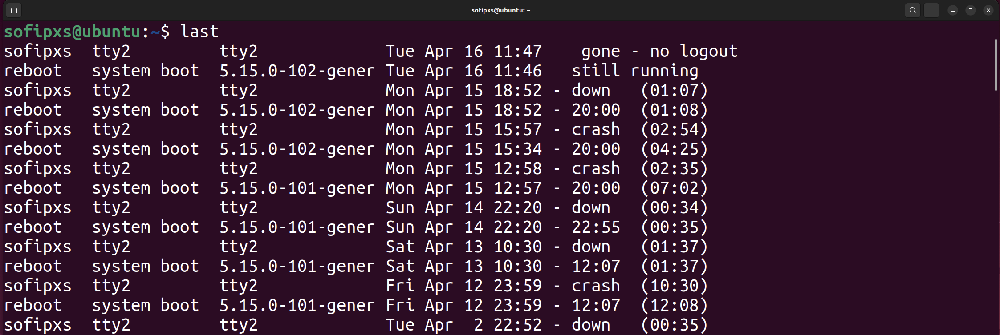 sofipxs@ubuntu: ~
sofipxs@ubuntu:~$ last
sofipxs  tty2         tty2             Tue Apr 16 11:47    gone - no logout
reboot   system boot  5.15.0-102-gener Tue Apr 16 11:46   still running
sofipxs  tty2         tty2             Mon Apr 15 18:52 - down   (01:07)
reboot   system boot  5.15.0-102-gener Mon Apr 15 18:52 - 20:00  (01:08)
sofipxs  tty2         tty2             Mon Apr 15 15:57 - crash  (02:54)
reboot   system boot  5.15.0-102-gener Mon Apr 15 15:34 - 20:00  (04:25)
sofipxs  tty2         tty2             Mon Apr 15 12:58 - crash  (02:35)
reboot   system boot  5.15.0-101-gener Mon Apr 15 12:57 - 20:00  (07:02)
sofipxs  tty2         tty2             Sun Apr 14 22:20 - down   (00:34)
reboot   system boot  5.15.0-101-gener Sun Apr 14 22:20 - 22:55  (00:35)
sofipxs  tty2         tty2             Sat Apr 13 10:30 - down   (01:37)
reboot   system boot  5.15.0-101-gener Sat Apr 13 10:30 - 12:07  (01:37)
sofipxs  tty2         tty2             Fri Apr 12 23:59 - crash  (10:30)
reboot   system boot  5.15.0-101-gener Fri Apr 12 23:59 - 12:07  (12:08)
sofipxs  tty2         tty2             Tue Apr  2 22:52 - down   (00:35)